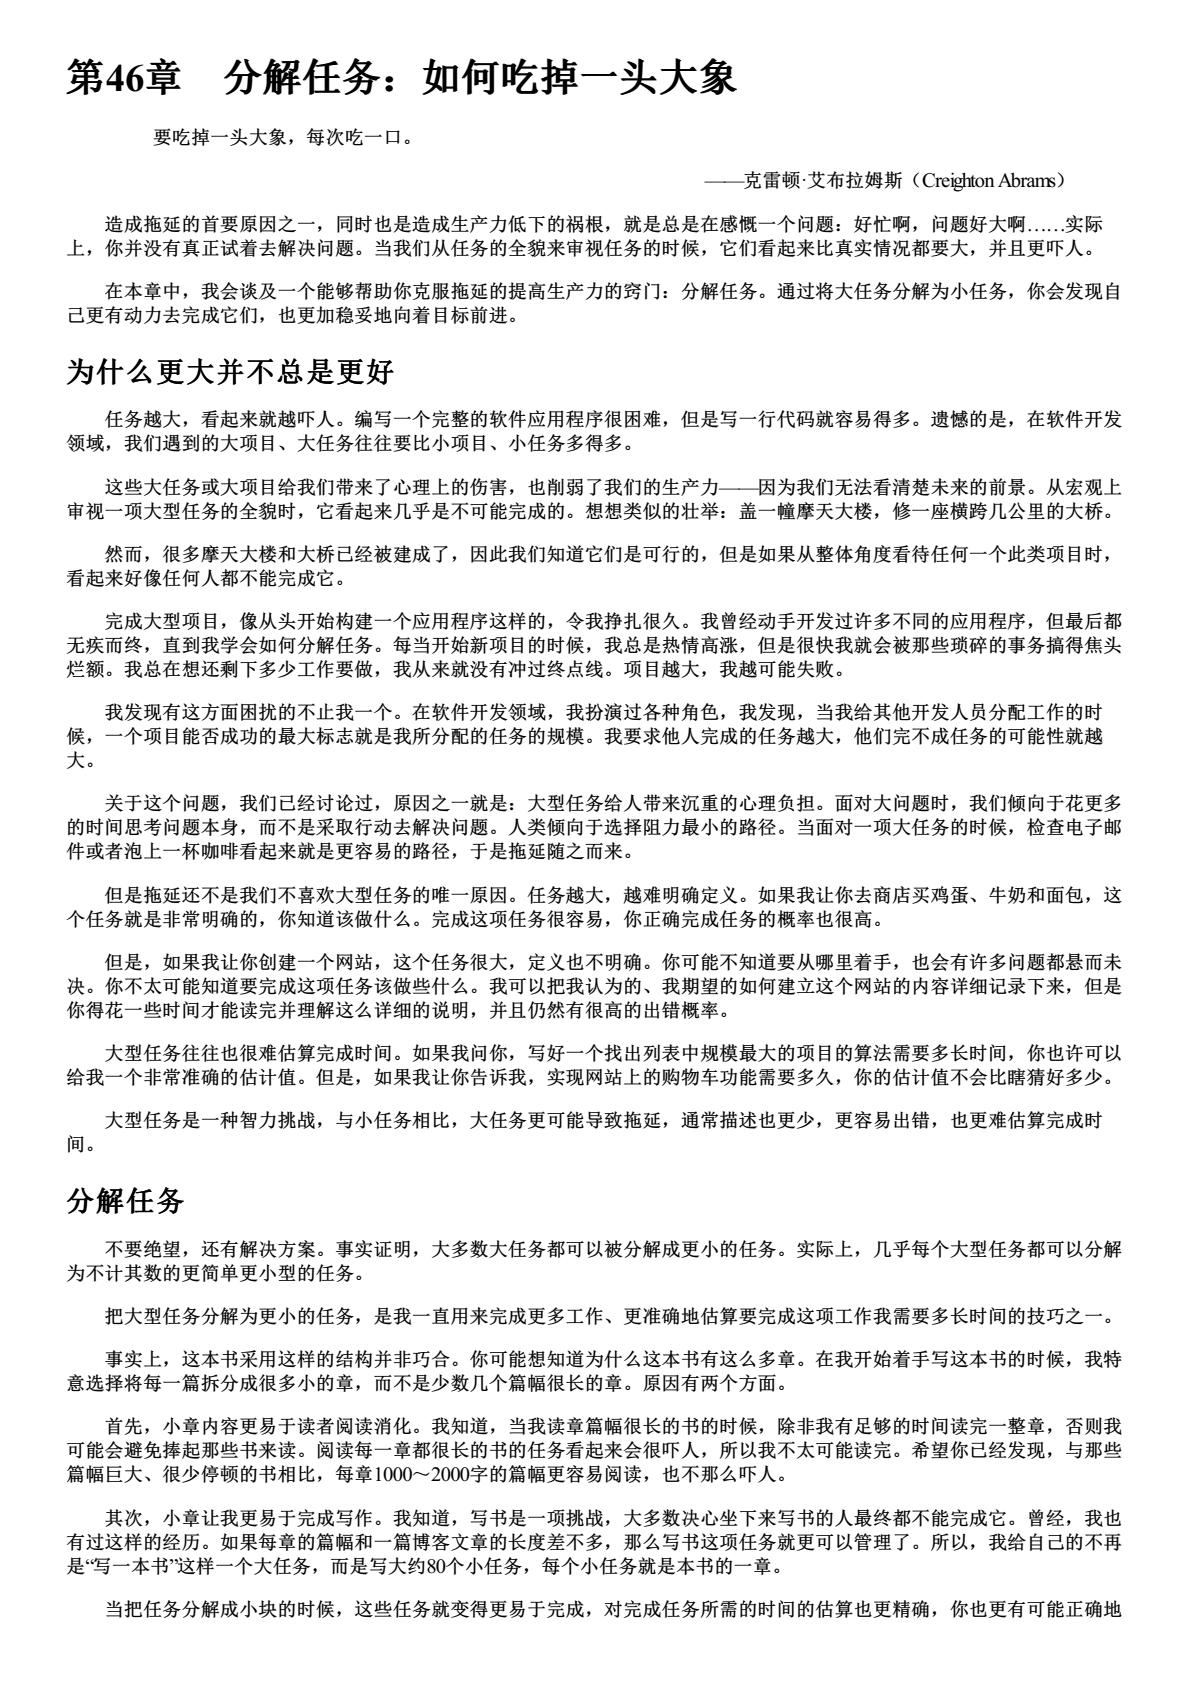 第46章　分解任务：如何吃掉一头大象
要吃掉一头大象，每次吃一口。
——克雷顿·艾布拉姆斯（Creighton Abrams）
造成拖延的首要原因之一，同时也是造成生产力低下的祸根，就是总是在感慨一个问题：好忙啊，问题好大啊……实际
上，你并没有真正试着去解决问题。当我们从任务的全貌来审视任务的时候，它们看起来比真实情况都要大，并且更吓人。
在本章中，我会谈及一个能够帮助你克服拖延的提高生产力的窍门：分解任务。通过将大任务分解为小任务，你会发现自
己更有动力去完成它们，也更加稳妥地向着目标前进。
为什么更大并不总是更好
任务越大，看起来就越吓人。编写一个完整的软件应用程序很困难，但是写一行代码就容易得多。遗憾的是，在软件开发
领域，我们遇到的大项目、大任务往往要比小项目、小任务多得多。
这些大任务或大项目给我们带来了心理上的伤害，也削弱了我们的生产力——因为我们无法看清楚未来的前景。从宏观上
审视一项大型任务的全貌时，它看起来几乎是不可能完成的。想想类似的壮举：盖一幢摩天大楼，修一座横跨几公里的大桥。
然而，很多摩天大楼和大桥已经被建成了，因此我们知道它们是可行的，但是如果从整体角度看待任何一个此类项目时，
看起来好像任何人都不能完成它。
完成大型项目，像从头开始构建一个应用程序这样的，令我挣扎很久。我曾经动手开发过许多不同的应用程序，但最后都
无疾而终，直到我学会如何分解任务。每当开始新项目的时候，我总是热情高涨，但是很快我就会被那些琐碎的事务搞得焦头
烂额。我总在想还剩下多少工作要做，我从来就没有冲过终点线。项目越大，我越可能失败。
我发现有这方面困扰的不止我一个。在软件开发领域，我扮演过各种角色，我发现，当我给其他开发人员分配工作的时
候，一个项目能否成功的最大标志就是我所分配的任务的规模。我要求他人完成的任务越大，他们完不成任务的可能性就越
大。
关于这个问题，我们已经讨论过，原因之一就是：大型任务给人带来沉重的心理负担。面对大问题时，我们倾向于花更多
的时间思考问题本身，而不是采取行动去解决问题。人类倾向于选择阻力最小的路径。当面对一项大任务的时候，检查电子邮
件或者泡上一杯咖啡看起来就是更容易的路径，于是拖延随之而来。
但是拖延还不是我们不喜欢大型任务的唯一原因。任务越大，越难明确定义。如果我让你去商店买鸡蛋、牛奶和面包，这
个任务就是非常明确的，你知道该做什么。完成这项任务很容易，你正确完成任务的概率也很高。
但是，如果我让你创建一个网站，这个任务很大，定义也不明确。你可能不知道要从哪里着手，也会有许多问题都悬而未
决。你不太可能知道要完成这项任务该做些什么。我可以把我认为的、我期望的如何建立这个网站的内容详细记录下来，但是
你得花一些时间才能读完并理解这么详细的说明，并且仍然有很高的出错概率。
大型任务往往也很难估算完成时间。如果我问你，写好一个找出列表中规模最大的项目的算法需要多长时间，你也许可以
给我一个非常准确的估计值。但是，如果我让你告诉我，实现网站上的购物车功能需要多久，你的估计值不会比瞎猜好多少。
大型任务是一种智力挑战，与小任务相比，大任务更可能导致拖延，通常描述也更少，更容易出错，也更难估算完成时
间。
分解任务
不要绝望，还有解决方案。事实证明，大多数大任务都可以被分解成更小的任务。实际上，几乎每个大型任务都可以分解
为不计其数的更简单更小型的任务。
把大型任务分解为更小的任务，是我一直用来完成更多工作、更准确地估算要完成这项工作我需要多长时间的技巧之一。
事实上，这本书采用这样的结构并非巧合。你可能想知道为什么这本书有这么多章。在我开始着手写这本书的时候，我特
意选择将每一篇拆分成很多小的章，而不是少数几个篇幅很长的章。原因有两个方面。
首先，小章内容更易于读者阅读消化。我知道，当我读章篇幅很长的书的时候，除非我有足够的时间读完一整章，否则我
可能会避免捧起那些书来读。阅读每一章都很长的书的任务看起来会很吓人，所以我不太可能读完。希望你已经发现，与那些
篇幅巨大、很少停顿的书相比，每章1000～2000字的篇幅更容易阅读，也不那么吓人。
其次，小章让我更易于完成写作。我知道，写书是一项挑战，大多数决心坐下来写书的人最终都不能完成它。曾经，我也
有过这样的经历。如果每章的篇幅和一篇博客文章的长度差不多，那么写书这项任务就更可以管理了。所以，我给自己的不再
是“写一本书”这样一个大任务，而是写大约80个小任务，每个小任务就是本书的一章。
当把任务分解成小块的时候，这些任务就变得更易于完成，对完成任务所需的时间的估算也更精确，你也更有可能正确地